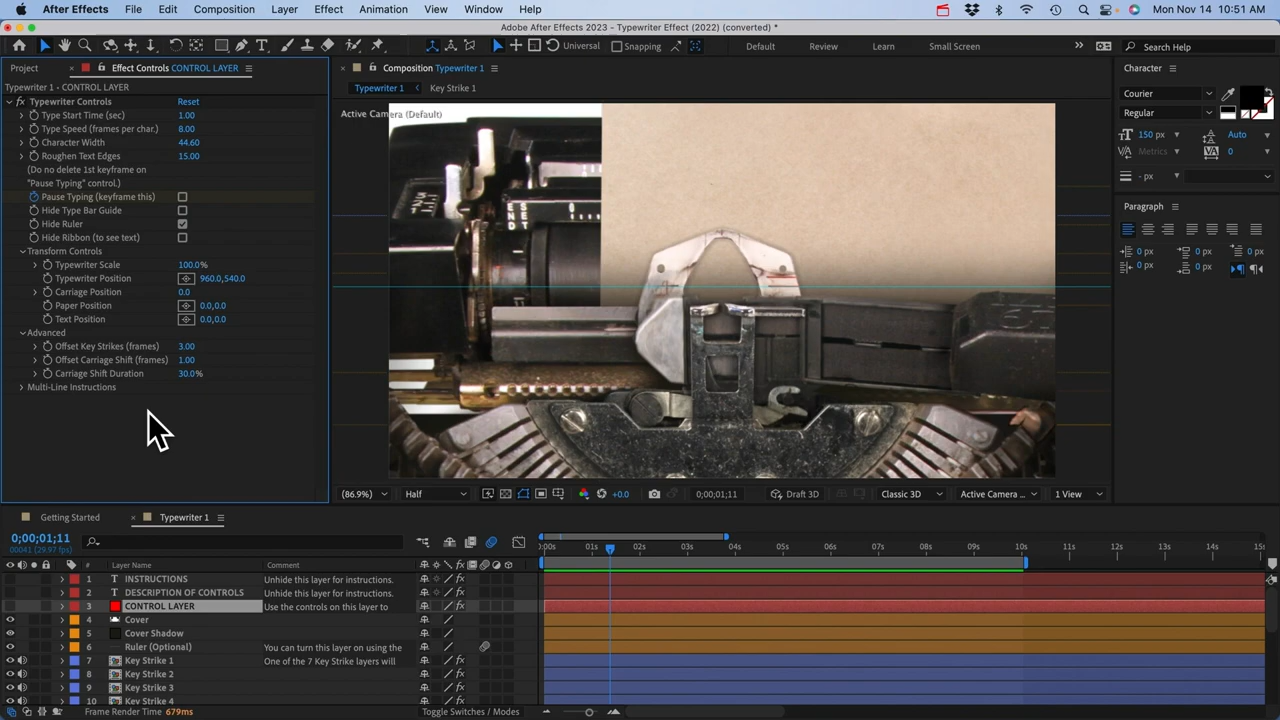 After Effects File Edit Composition Layer Effect Animation View Window Help Mon Nov 14 10:51 AM
Adobe After Effects 2023 - Typewriter Effect (2022) (converted) *
Universal Snapping Default Review Learn Small Screen Search Help
Project Effect Controls CONTROL LAYER
Typewriter 1 • CONTROL LAYER
Typewriter Controls Reset
Type Start Time (sec) 1.00
Type Speed (frames per char.) 8.00
Character Width 44.60
Roughen Text Edges 15.00
(Do no delete 1st keyframe on
"Pause Typing" control.)
Pause Typing (keyframe this)
Hide Type Bar Guide
Hide Ruler
Hide Ribbon (to see text)
Transform Controls
Typewriter Scale 100.0%
Typewriter Position 960.0,540.0
Carriage Position 0.0
Paper Position 0.0,0.0
Text Position 0.0,0.0
Advanced
Offset Key Strikes (frames) 3.00
Offset Carriage Shift (frames) 1.00
Carriage Shift Duration 30.0%
Multi-Line Instructions
Composition Typewriter 1
Typewriter 1 Key Strike 1
Active Camera (Default)
END
SET
(86.9%) Half +0.0 0;00;01;11 Draft 3D Classic 3D Active Camera ... 1 View
Character
Courier
Regular
150 px Auto
Metrics 0
- px
Paragraph
0 px 0 px 0 px
0 px 0 px
Getting Started Typewriter 1
0;00;01;11
00041 (29.97 fps)
0:00s 01s 02s 03s 04s 05s 06s 07s 08s 09s 10s 11s 12s 13s 14s 15s
# Layer Name Comment
1 T INSTRUCTIONS Unhide this layer for instructions.
2 T DESCRIPTION OF CONTROLS Unhide this layer for instructions.
3 CONTROL LAYER Use the controls on this layer to
4 Cover
5 Cover Shadow
6 Ruler (Optional) You can turn this layer on using the
7 Key Strike 1 One of the 7 Key Strike layers will
8 Key Strike 2
9 Key Strike 3
10 Key Strike 4
Frame Render Time 679ms Toggle Switches / Modes